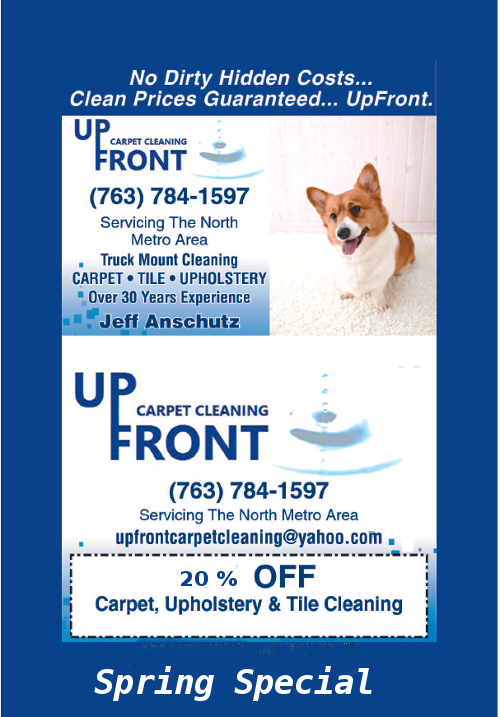 No Dirty Hidden Costs...
Clean Prices Guaranteed... UpFront.
UP
CARPET CLEANING
FRONT
(763) 784-1597
Servicing The North
Metro Area
Truck Mount Cleaning
CARPET • TILE • UPHOLSTERY
Over 30 Years Experience
Jeff Anschutz
UP
CARPET CLEANING
FRONT
(763) 784-1597
Servicing The North Metro Area
upfrontcarpetcleaning@yahoo.com
20 % OFF
Carpet, Upholstery & Tile Cleaning
Spring Special